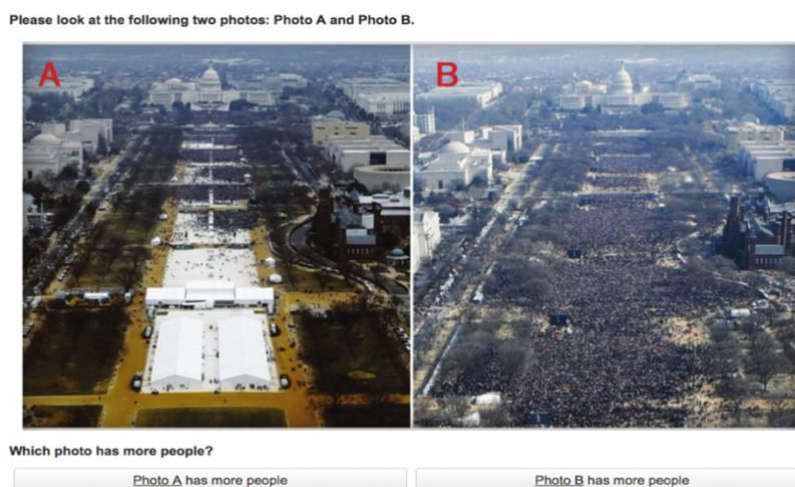 Please look at the following two photos: Photo A and Photo B.
A
B
Which photo has more people?
Photo A has more people
Photo B has more people